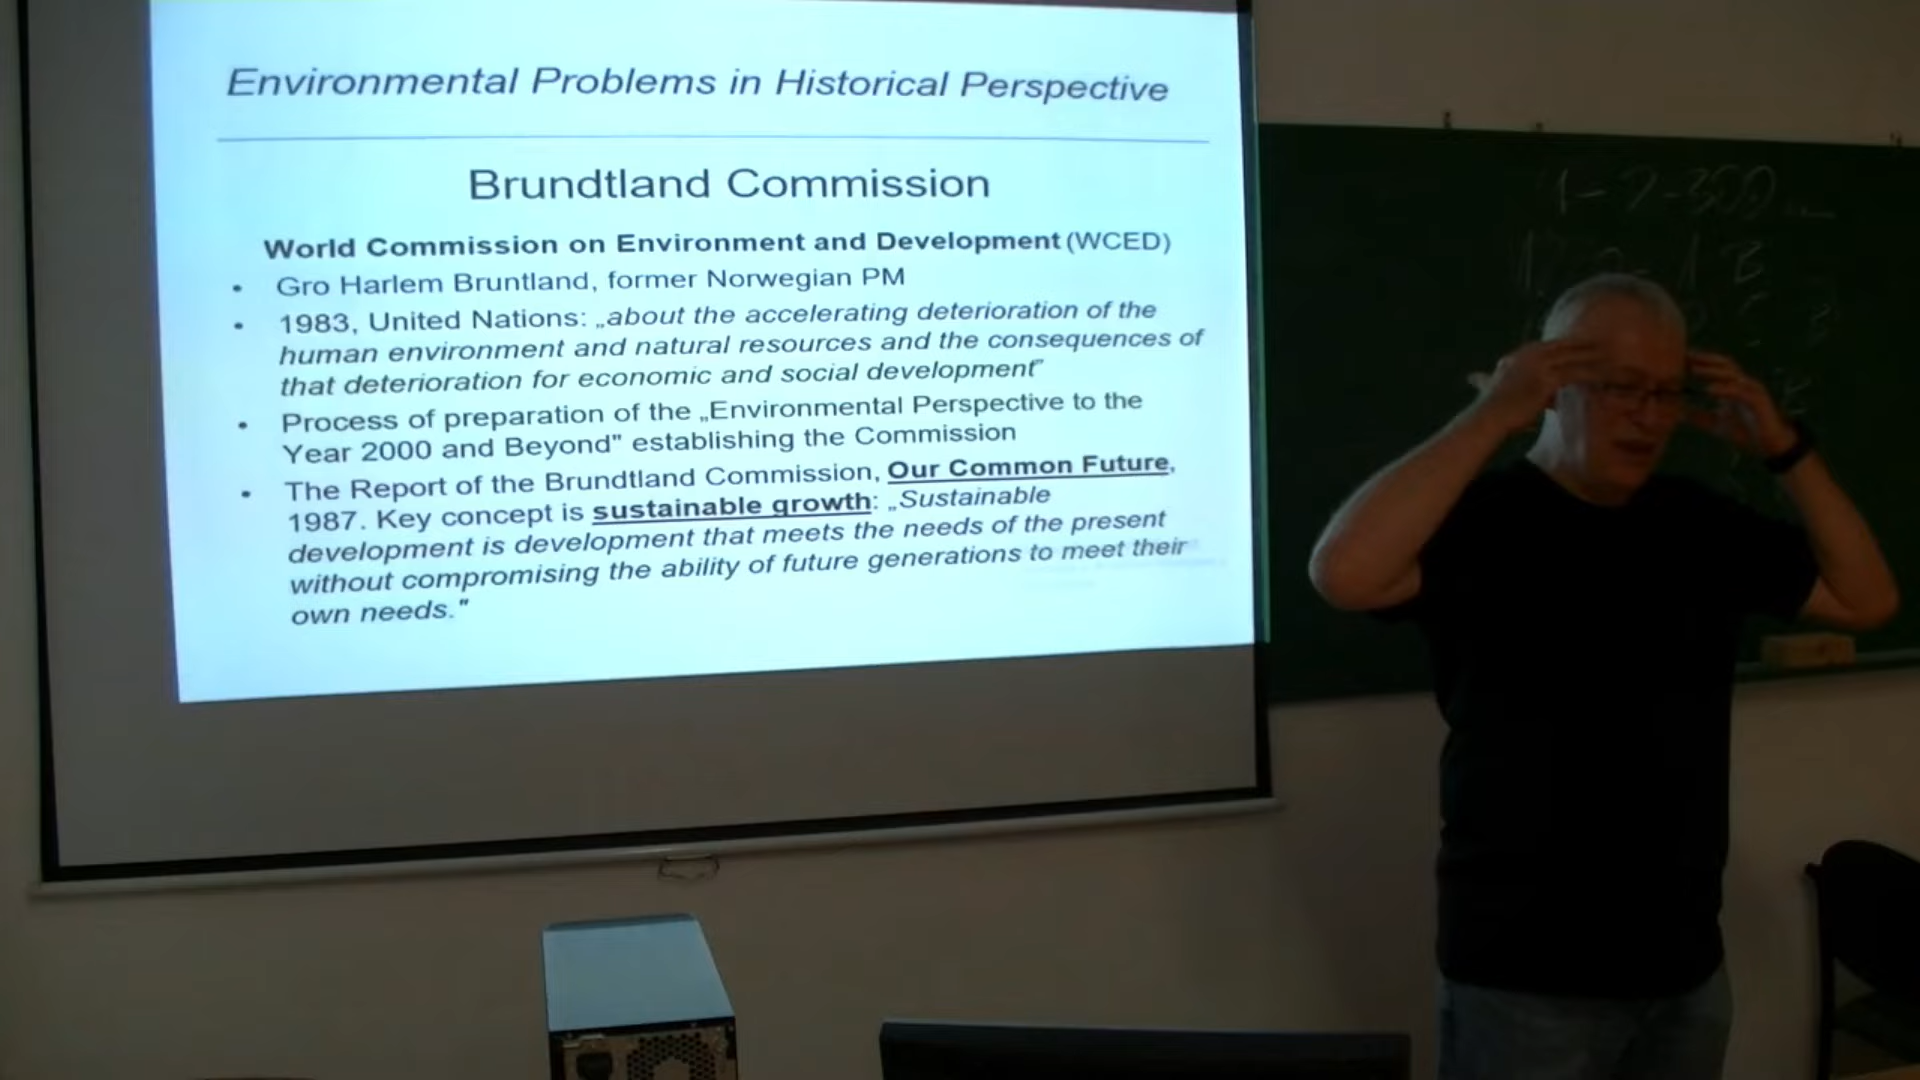 Environmental Problems in Historical Perspective
Brundtland Commission
World Commission on Environment and Development (WCED)
• Gro Harlem Bruntland, former Norwegian PM
• 1983, United Nations: „about the accelerating deterioration of the
human environment and natural resources and the consequences of
that deterioration for economic and social development”
• Process of preparation of the „Environmental Perspective to the
Year 2000 and Beyond" establishing the Commission
• The Report of the Brundtland Commission, Our Common Future,
1987. Key concept is sustainable growth: „Sustainable
development is development that meets the needs of the present
without compromising the ability of future generations to meet their
own needs."